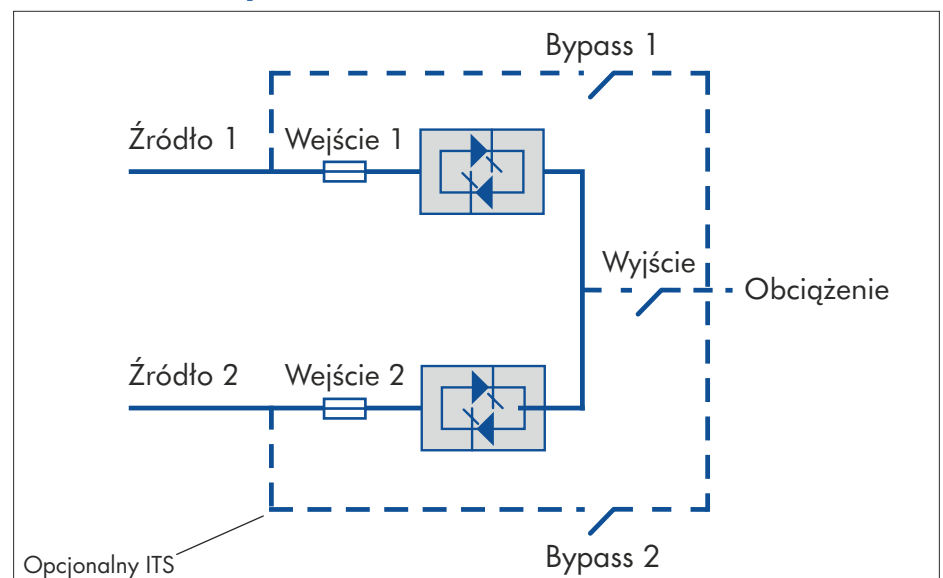 Bypass 1
Źródło 1
Wejście 1
Wyjście
Obciążenie
Źródło 2
Wejście 2
Bypass 2
Opcjonalny ITS